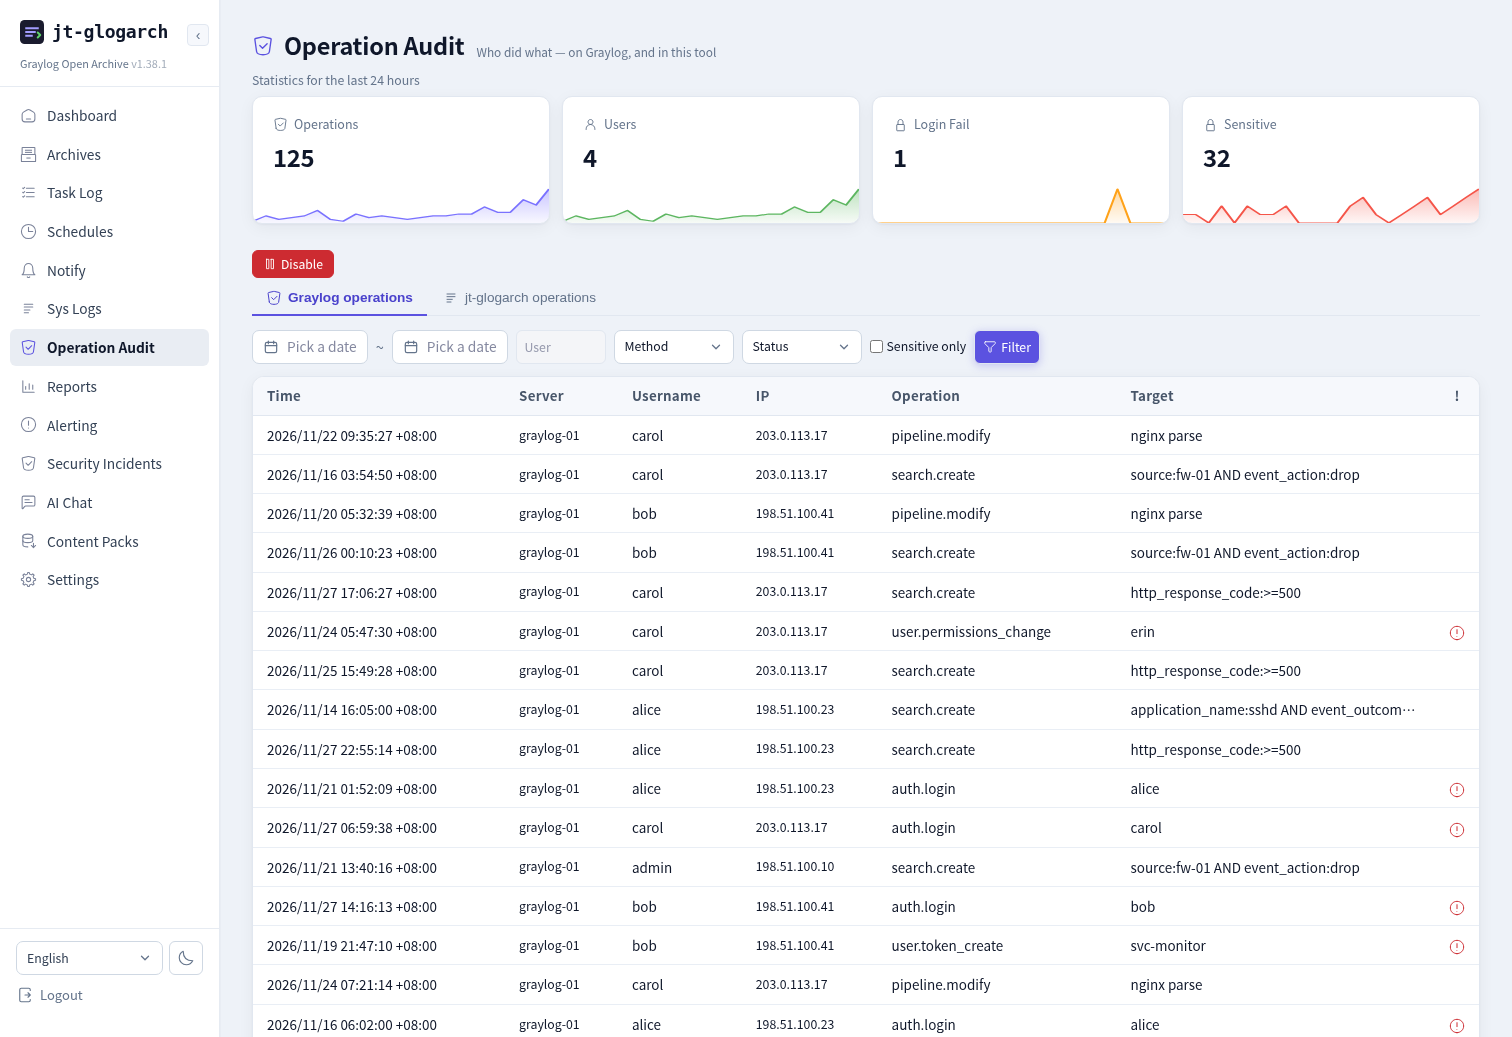 jt-glogarch
Graylog Open Archive v1.38.1
Dashboard
Archives
Task Log
Schedules
Notify
Sys Logs
Operation Audit
Reports
Alerting
Security Incidents
AI Chat
Content Packs
Settings
English
Logout
Operation Audit Who did what — on Graylog, and in this tool
Statistics for the last 24 hours
Operations
125
Users
4
Login Fail
1
Sensitive
32
Disable
Graylog operations jt-glogarch operations
Pick a date ~ Pick a date User Method Status Sensitive only Filter
Time Server Username IP Operation Target !
2026/11/22 09:35:27 +08:00 graylog-01 carol 203.0.113.17 pipeline.modify nginx parse
2026/11/16 03:54:50 +08:00 graylog-01 carol 203.0.113.17 search.create source:fw-01 AND event_action:drop
2026/11/20 05:32:39 +08:00 graylog-01 bob 198.51.100.41 pipeline.modify nginx parse
2026/11/26 00:10:23 +08:00 graylog-01 bob 198.51.100.41 search.create source:fw-01 AND event_action:drop
2026/11/27 17:06:27 +08:00 graylog-01 carol 203.0.113.17 search.create http_response_code:>=500
2026/11/24 05:47:30 +08:00 graylog-01 carol 203.0.113.17 user.permissions_change erin
2026/11/25 15:49:28 +08:00 graylog-01 carol 203.0.113.17 search.create http_response_code:>=500
2026/11/14 16:05:00 +08:00 graylog-01 alice 198.51.100.23 search.create application_name:sshd AND event_outcom…
2026/11/27 22:55:14 +08:00 graylog-01 alice 198.51.100.23 search.create http_response_code:>=500
2026/11/21 01:52:09 +08:00 graylog-01 alice 198.51.100.23 auth.login alice
2026/11/27 06:59:38 +08:00 graylog-01 carol 203.0.113.17 auth.login carol
2026/11/21 13:40:16 +08:00 graylog-01 admin 198.51.100.10 search.create source:fw-01 AND event_action:drop
2026/11/27 14:16:13 +08:00 graylog-01 bob 198.51.100.41 auth.login bob
2026/11/19 21:47:10 +08:00 graylog-01 bob 198.51.100.41 user.token_create svc-monitor
2026/11/24 07:21:14 +08:00 graylog-01 carol 203.0.113.17 pipeline.modify nginx parse
2026/11/16 06:02:00 +08:00 graylog-01 alice 198.51.100.23 auth.login alice